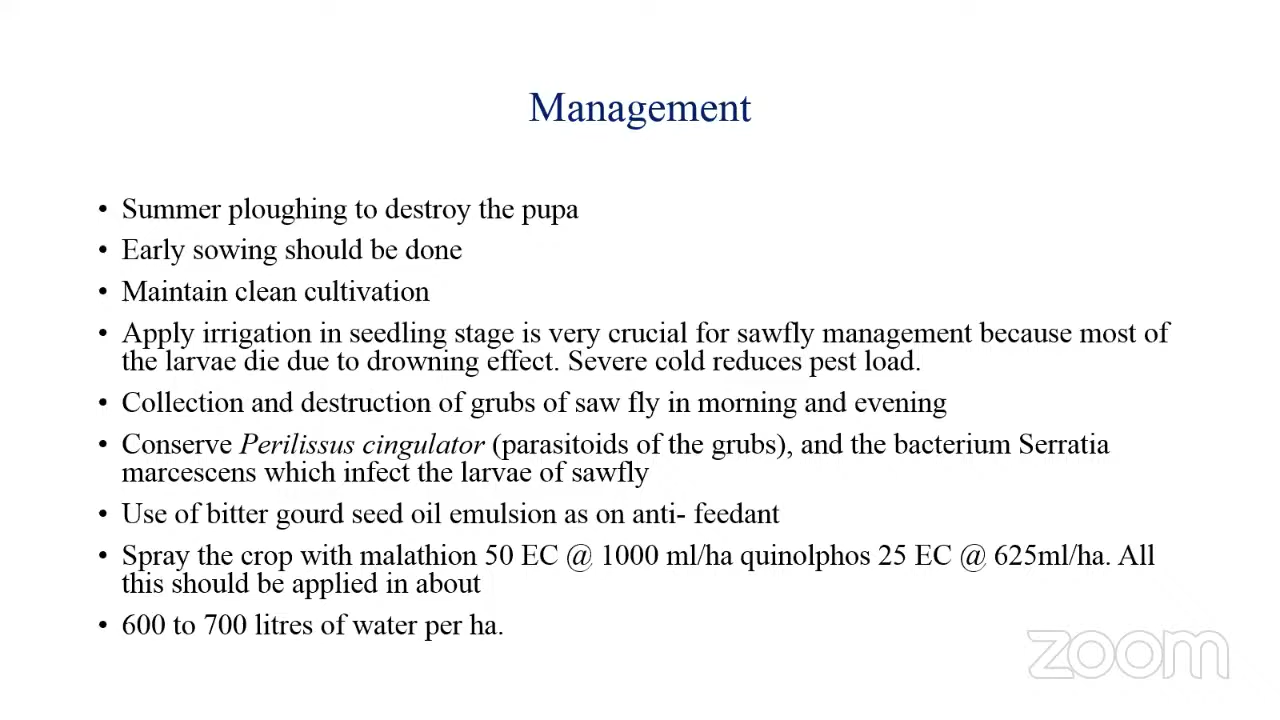 Management
• Summer ploughing to destroy the pupa
• Early sowing should be done
• Maintain clean cultivation
• Apply irrigation in seedling stage is very crucial for sawfly management because most of
the larvae die due to drowning effect. Severe cold reduces pest load.
• Collection and destruction of grubs of saw fly in morning and evening
• Conserve Perilissus cingulator (parasitoids of the grubs), and the bacterium Serratia
marcescens which infect the larvae of sawfly
• Use of bitter gourd seed oil emulsion as on anti- feedant
• Spray the crop with malathion 50 EC @ 1000 ml/ha quinolphos 25 EC @ 625ml/ha. All
this should be applied in about
• 600 to 700 litres of water per ha.
zoom